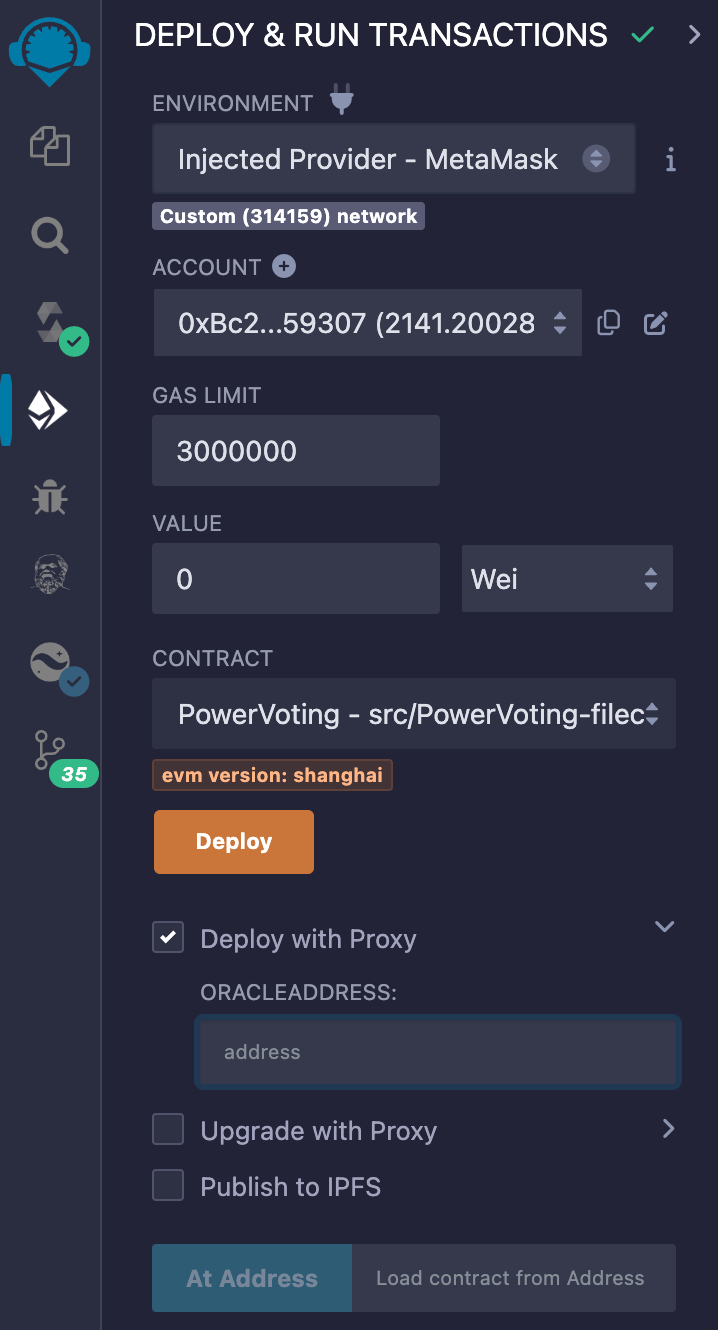 DEPLOY & RUN TRANSACTIONS
ENVIRONMENT
Injected Provider - MetaMask
i
Custom (314159) network
ACCOUNT
0xBc2...59307 (2141.20028
GAS LIMIT
3000000
VALUE
0
Wei
CONTRACT
PowerVoting - src/PowerVoting-filec
35
evm version: shanghai
Deploy
Deploy with Proxy
ORACLEADDRESS:
address
Upgrade with Proxy
Publish to IPFS
At Address
Load contract from Address